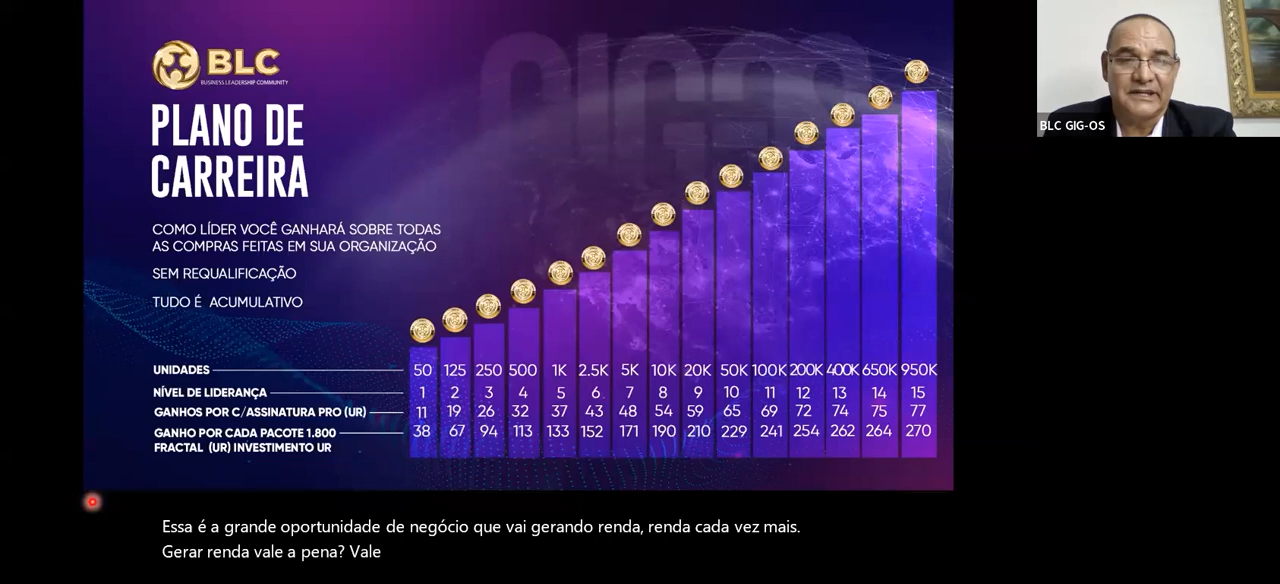 BLC
BUSINESS LEADERSHIP COMMUNITY
PLANO DE
CARREIRA
COMO LÍDER VOCÊ GANHARÁ SOBRE TODAS
AS COMPRAS FEITAS EM SUA ORGANIZAÇÃO
SEM REQUALIFICAÇÃO
TUDO É ACUMULATIVO
UNIDADES 50 125 250 500 1K 2.5K 5K 10K 20K 50K 100K 200K 400K 650K 950K
NÍVEL DE LIDERANÇA 1 2 3 4 5 6 7 8 9 10 11 12 13 14 15
GANHOS POR C/ASSINATURA PRO (UR) 11 19 26 32 37 43 48 54 59 65 69 72 74 75 77
GANHO POR CADA PACOTE 1.800 38 67 94 113 133 152 171 190 210 229 241 254 262 264 270
FRACTAL (UR) INVESTIMENTO UR
BLC GIG-OS
Essa é a grande oportunidade de negócio que vai gerando renda, renda cada vez mais.
Gerar renda vale a pena? Vale